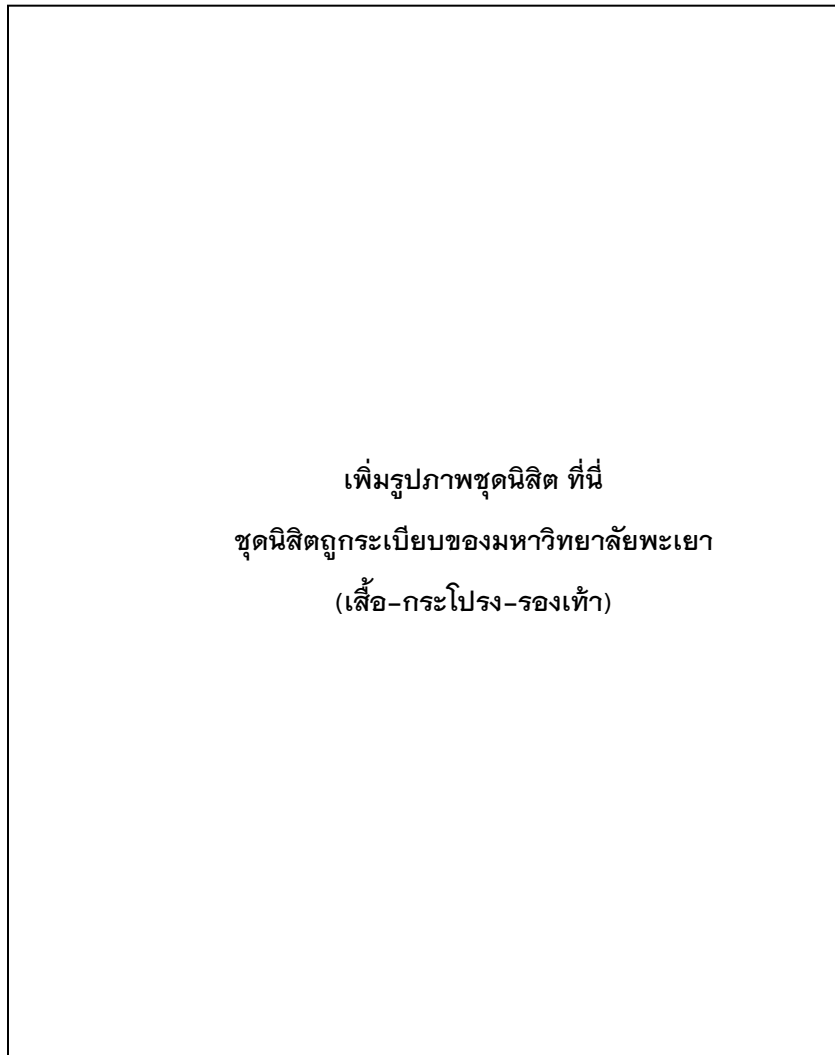 เพิ่มรูปภาพชุดนิสิต ที่นี่
ชุดนิสิตถูกระเบียบของมหาวิทยาลัยพะเยา
(เสื้อ-กระโปรง-รองเท้า)